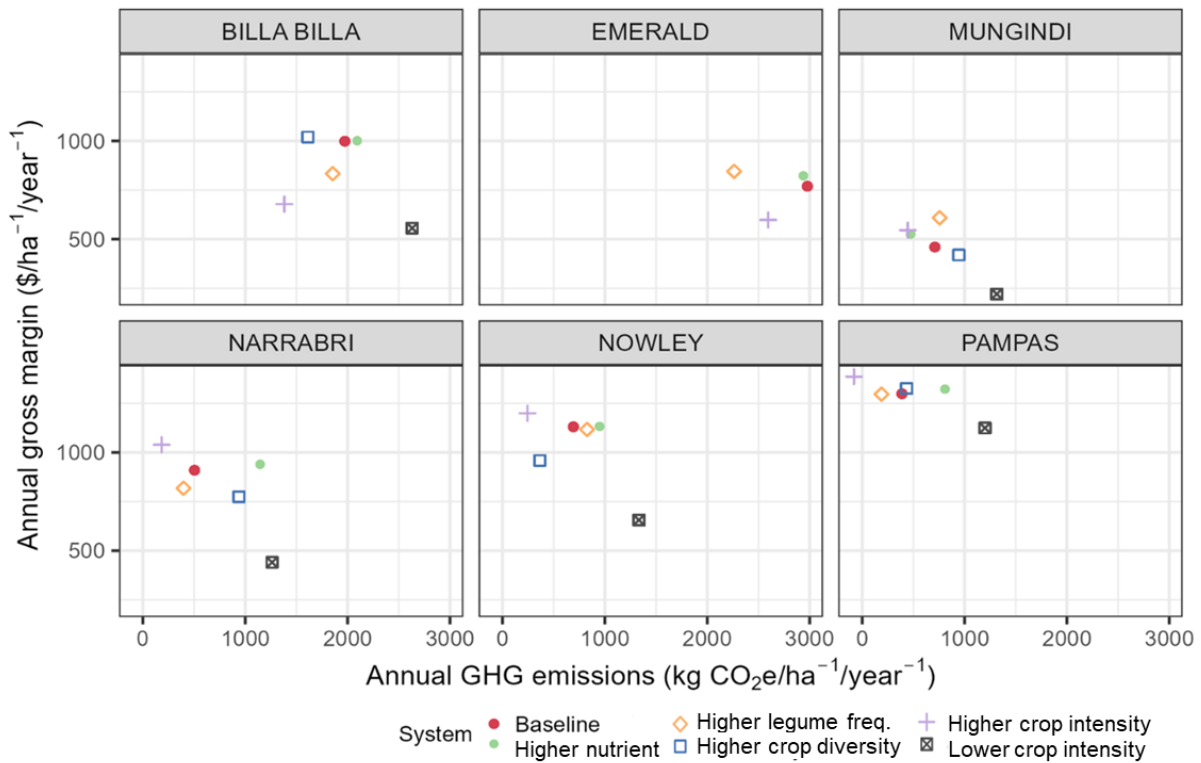 BILLA BILLA EMERALD MUNGINDI
1000
500
NARRABRI NOWLEY PAMPAS
1000
500
0 1000 2000 3000 0 1000 2000 3000 0 1000 2000 3000
Annual gross margin ($/ha⁻¹/year⁻¹)
Annual GHG emissions (kg CO₂e/ha⁻¹/year⁻¹)
System
Baseline Higher legume freq. Higher crop intensity
Higher nutrient Higher crop diversity Lower crop intensity